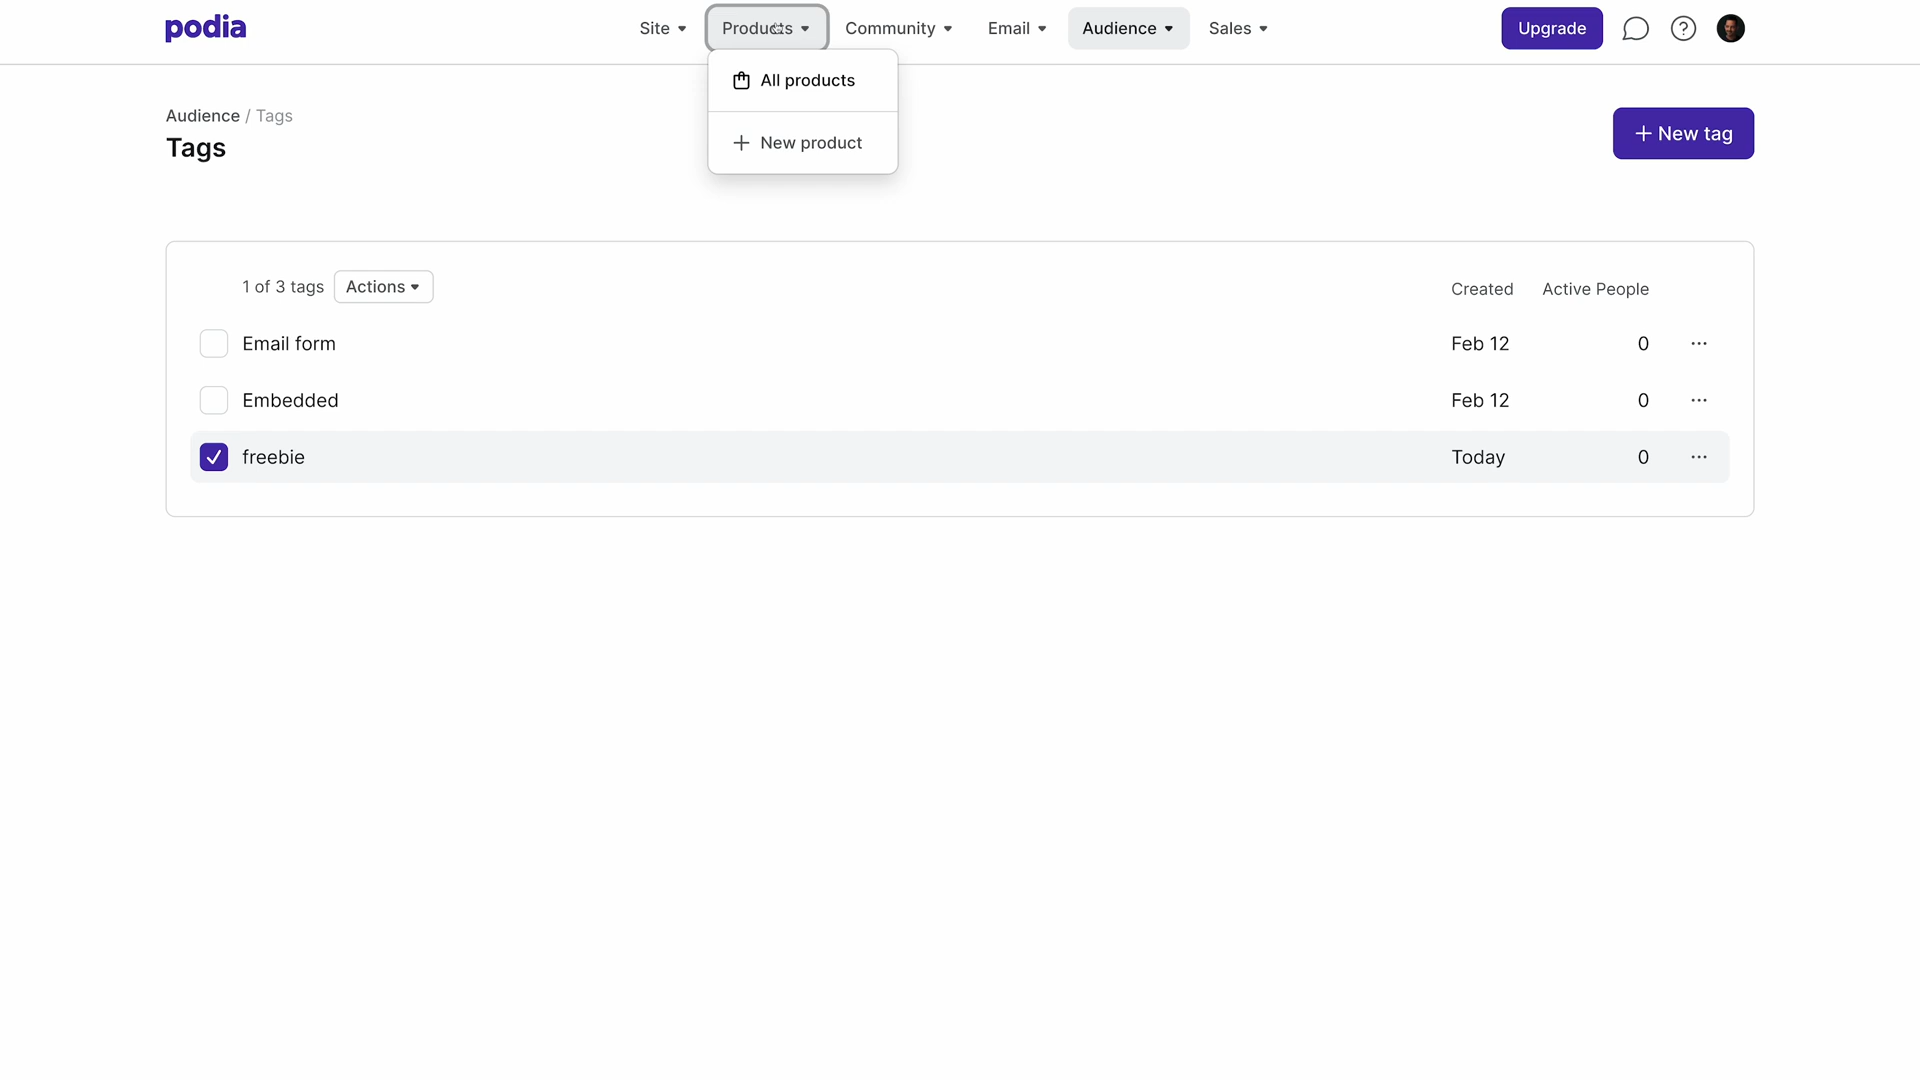 podia
Site Products Community Email Audience Sales
Upgrade
All products
New product
Audience / Tags
Tags
New tag
1 of 3 tags Actions Created Active People
Email form Feb 12 0
Embedded Feb 12 0
freebie Today 0